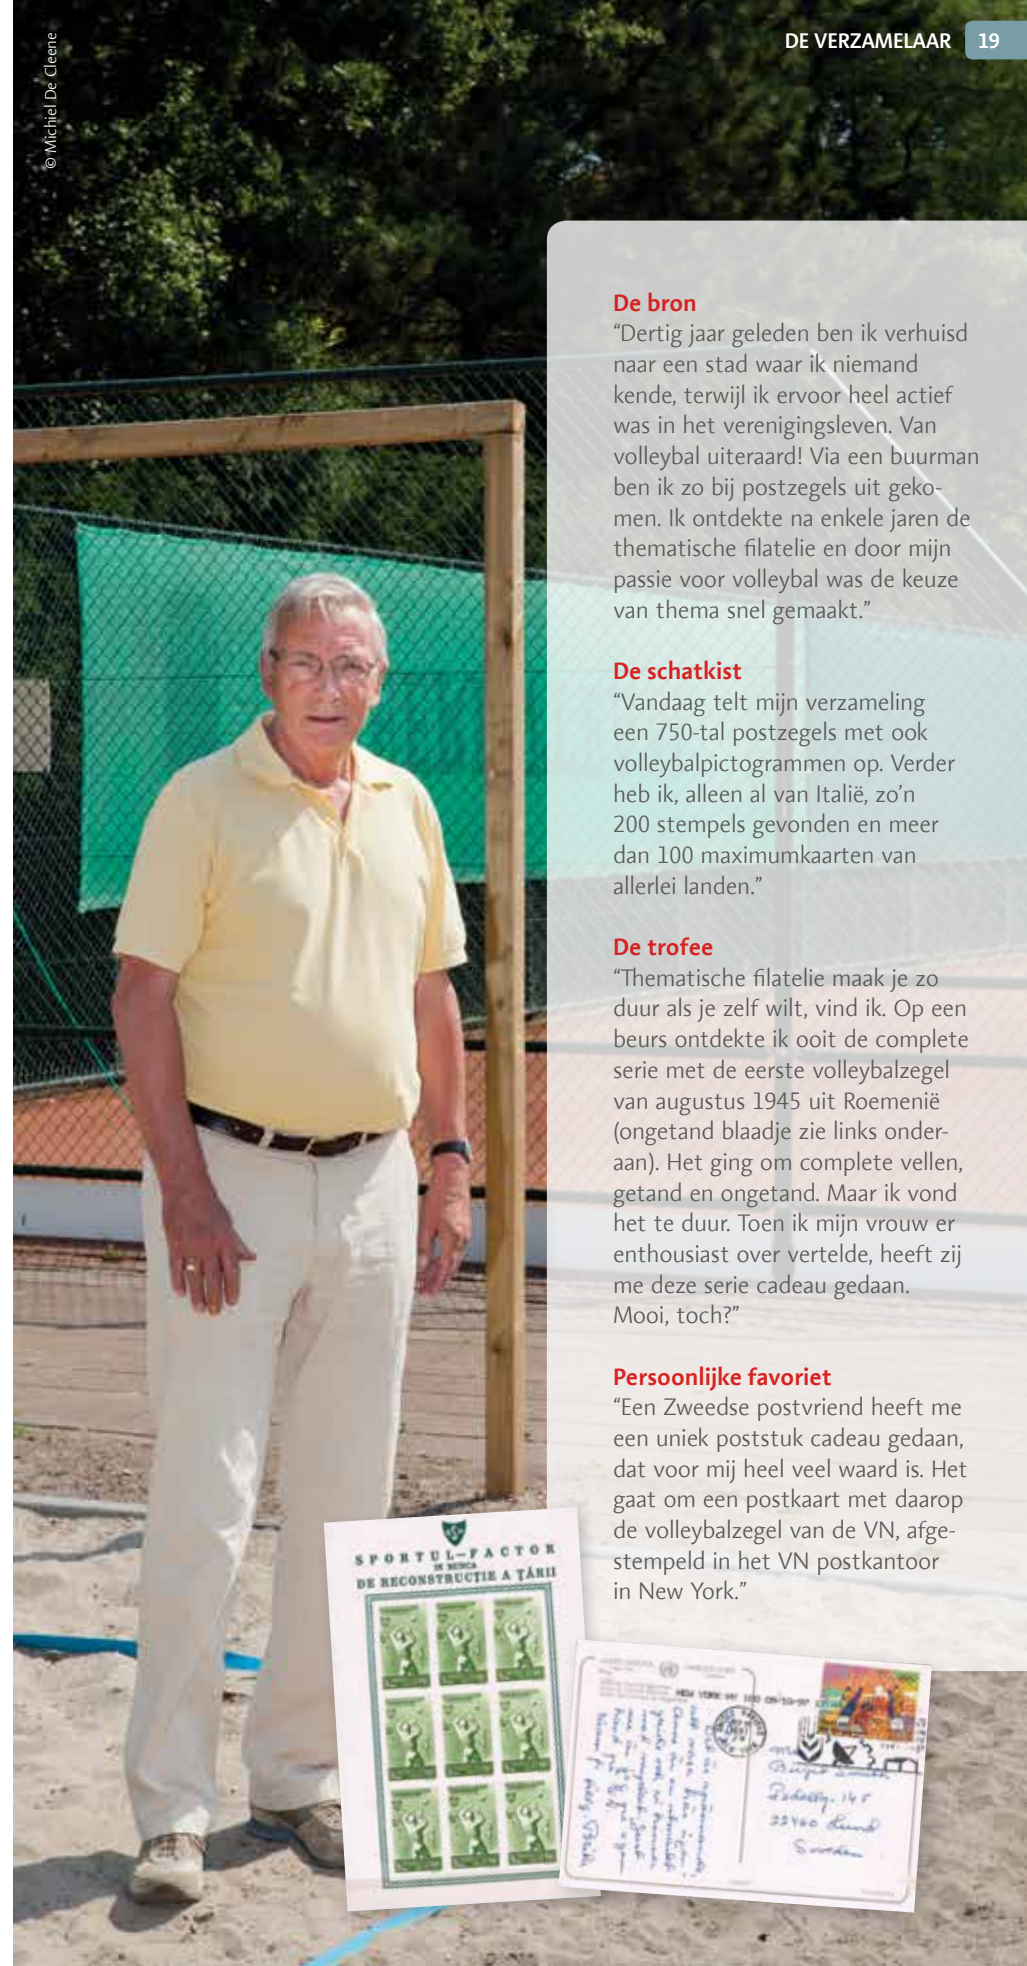 © Michiel De Cleene
DE VERZAMELAAR 19
De bron
“Dertig jaar geleden ben ik verhuisd
naar een stad waar ik niemand
kende, terwijl ik ervoor heel actief
was in het verenigingsleven. Van
volleybal uiteraard! Via een buurman
ben ik zo bij postzegels uit geko-
men. Ik ontdekte na enkele jaren de
thematische filatelie en door mijn
passie voor volleybal was de keuze
van thema snel gemaakt.”
De schatkist
“Vandaag telt mijn verzameling
een 750-tal postzegels met ook
volleybalpictogrammen op. Verder
heb ik, alleen al van Italië, zo’n
200 stempels gevonden en meer
dan 100 maximumkaarten van
allerlei landen.”
De trofee
“Thematische filatelie maak je zo
duur als je zelf wilt, vind ik. Op een
beurs ontdekte ik ooit de complete
serie met de eerste volleybalzegel
van augustus 1945 uit Roemenië
(ongetand blaadje zie links onder-
aan). Het ging om complete vellen,
getand en ongetand. Maar ik vond
het te duur. Toen ik mijn vrouw er
enthousiast over vertelde, heeft zij
me deze serie cadeau gedaan.
Mooi, toch?”
Persoonlijke favoriet
“Een Zweedse postvriend heeft me
een uniek poststuk cadeau gedaan,
dat voor mij heel veel waard is. Het
gaat om een postkaart met daarop
de volleybalzegel van de VN, afge-
stempeld in het VN postkantoor
in New York.”
SPORTUL-FACTOR
IN MUNCA
DE RECONSTRUCȚIE A ȚĂRII
NEW YORK NY 100
Lund
Sweden